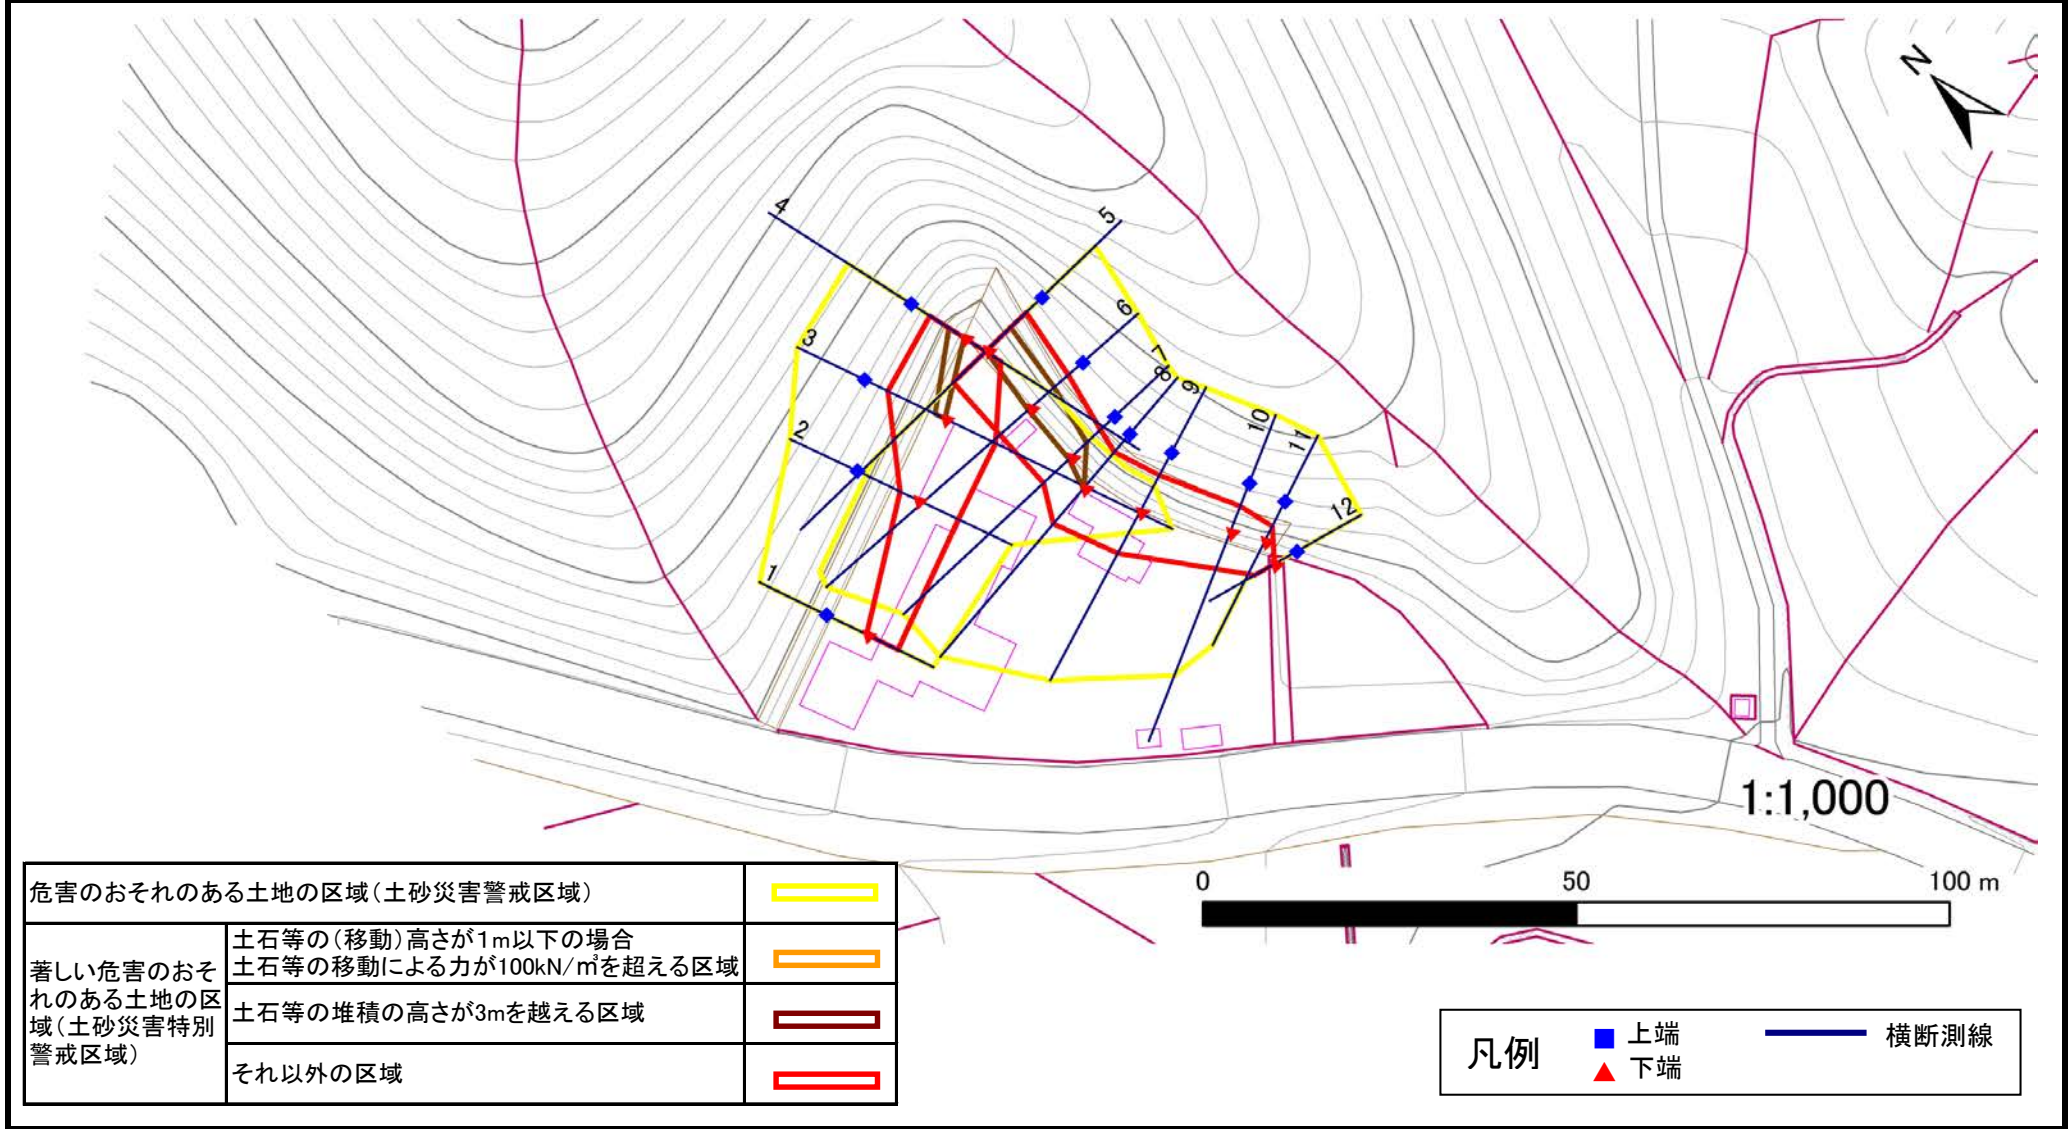 N
4
5
3
6
7
8
9
2
10
11
12
1
1:1,000
0 50 100 m
危害のおそれのある土地の区域(土砂災害警戒区域)
著しい危害のおそ
れのある土地の区
域(土砂災害特別
警戒区域)
土石等の(移動)高さが1m以下の場合
土石等の移動による力が100kN/㎥を超える区域
土石等の堆積の高さが3mを越える区域
それ以外の区域
凡例
上端
下端
横断測線